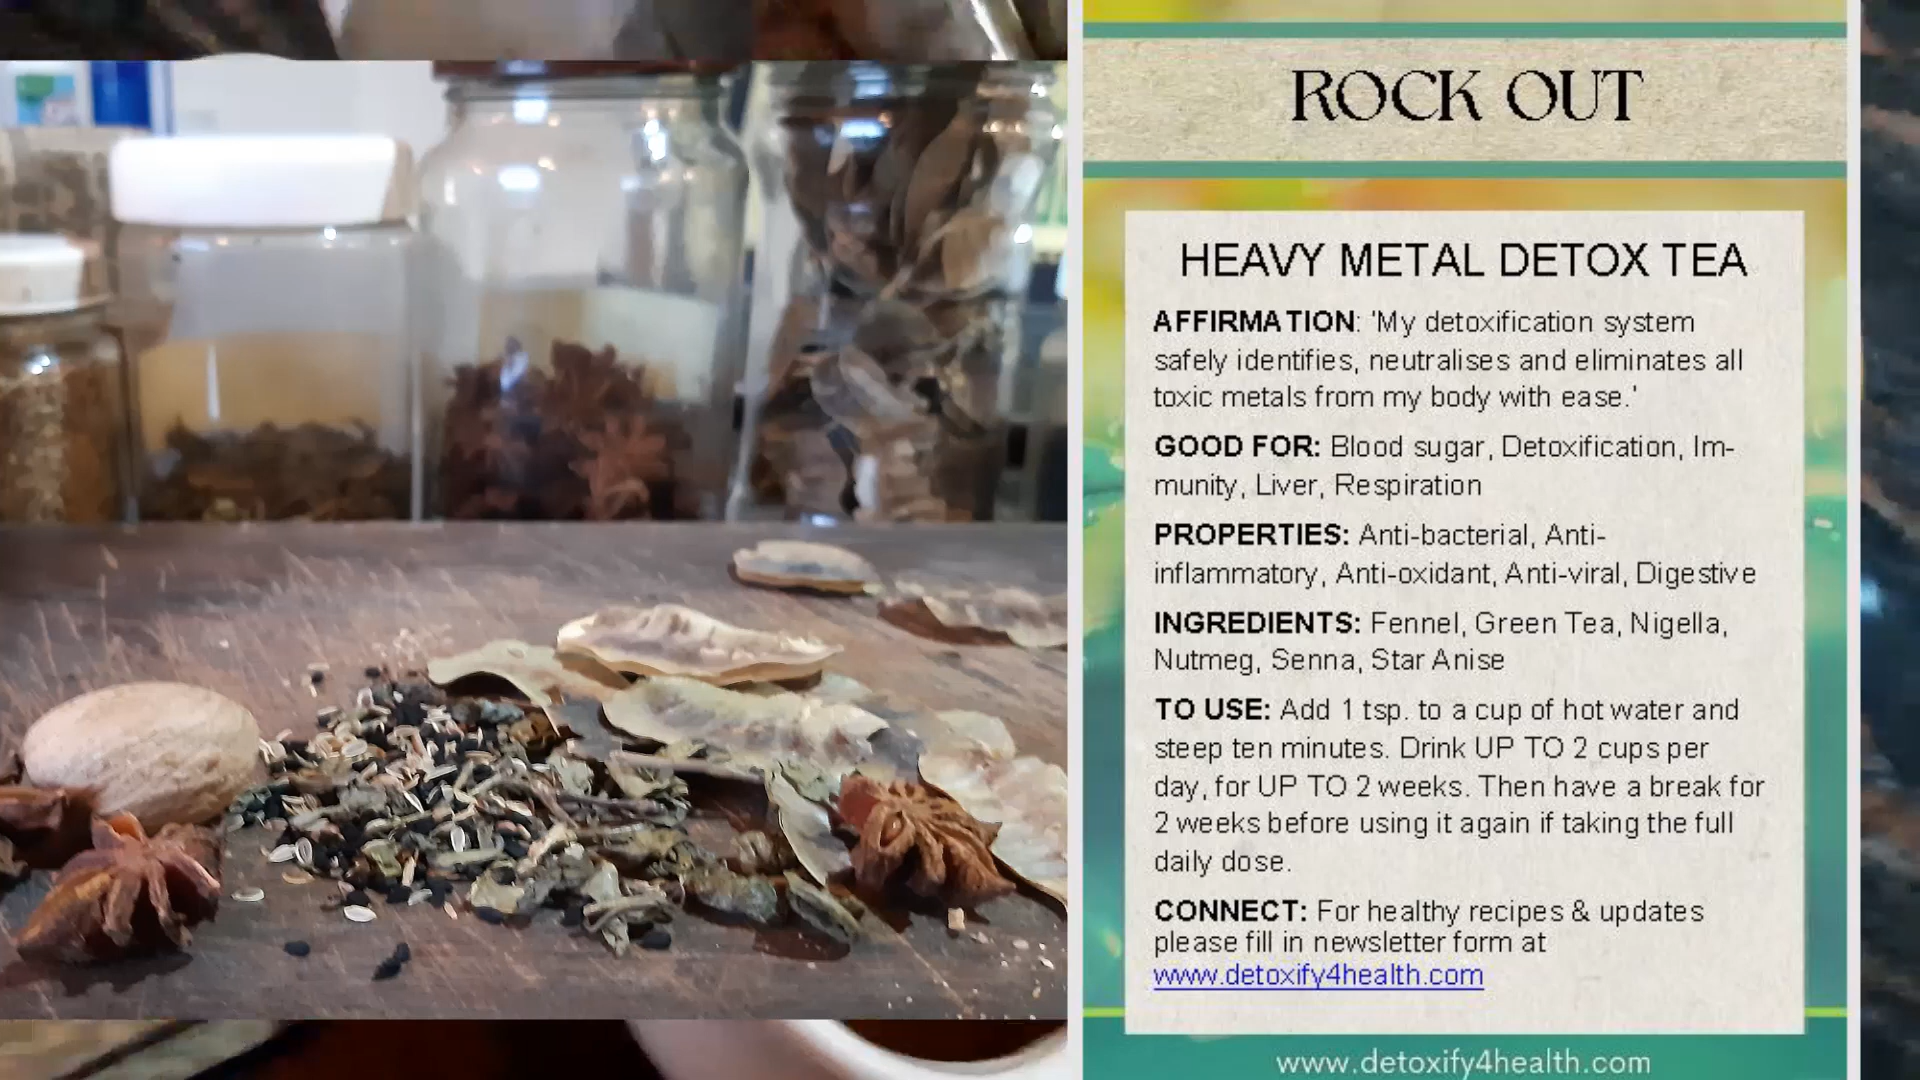 ROCK OUT
HEAVY METAL DETOX TEA
AFFIRMATION: 'My detoxification system
safely identifies, neutralises and eliminates all
toxic metals from my body with ease.'
GOOD FOR: Blood sugar, Detoxification, Im-
munity, Liver, Respiration
PROPERTIES: Anti-bacterial, Anti-
inflammatory, Anti-oxidant, Anti-viral, Digestive
INGREDIENTS: Fennel, Green Tea, Nigella,
Nutmeg, Senna, Star Anise
TO USE: Add 1 tsp. to a cup of hot water and
steep ten minutes. Drink UP TO 2 cups per
day, for UP TO 2 weeks. Then have a break for
2 weeks before using it again if taking the full
daily dose.
CONNECT: For healthy recipes & updates
please fill in newsletter form at
www.detoxify4health.com
www.detoxify4health.com